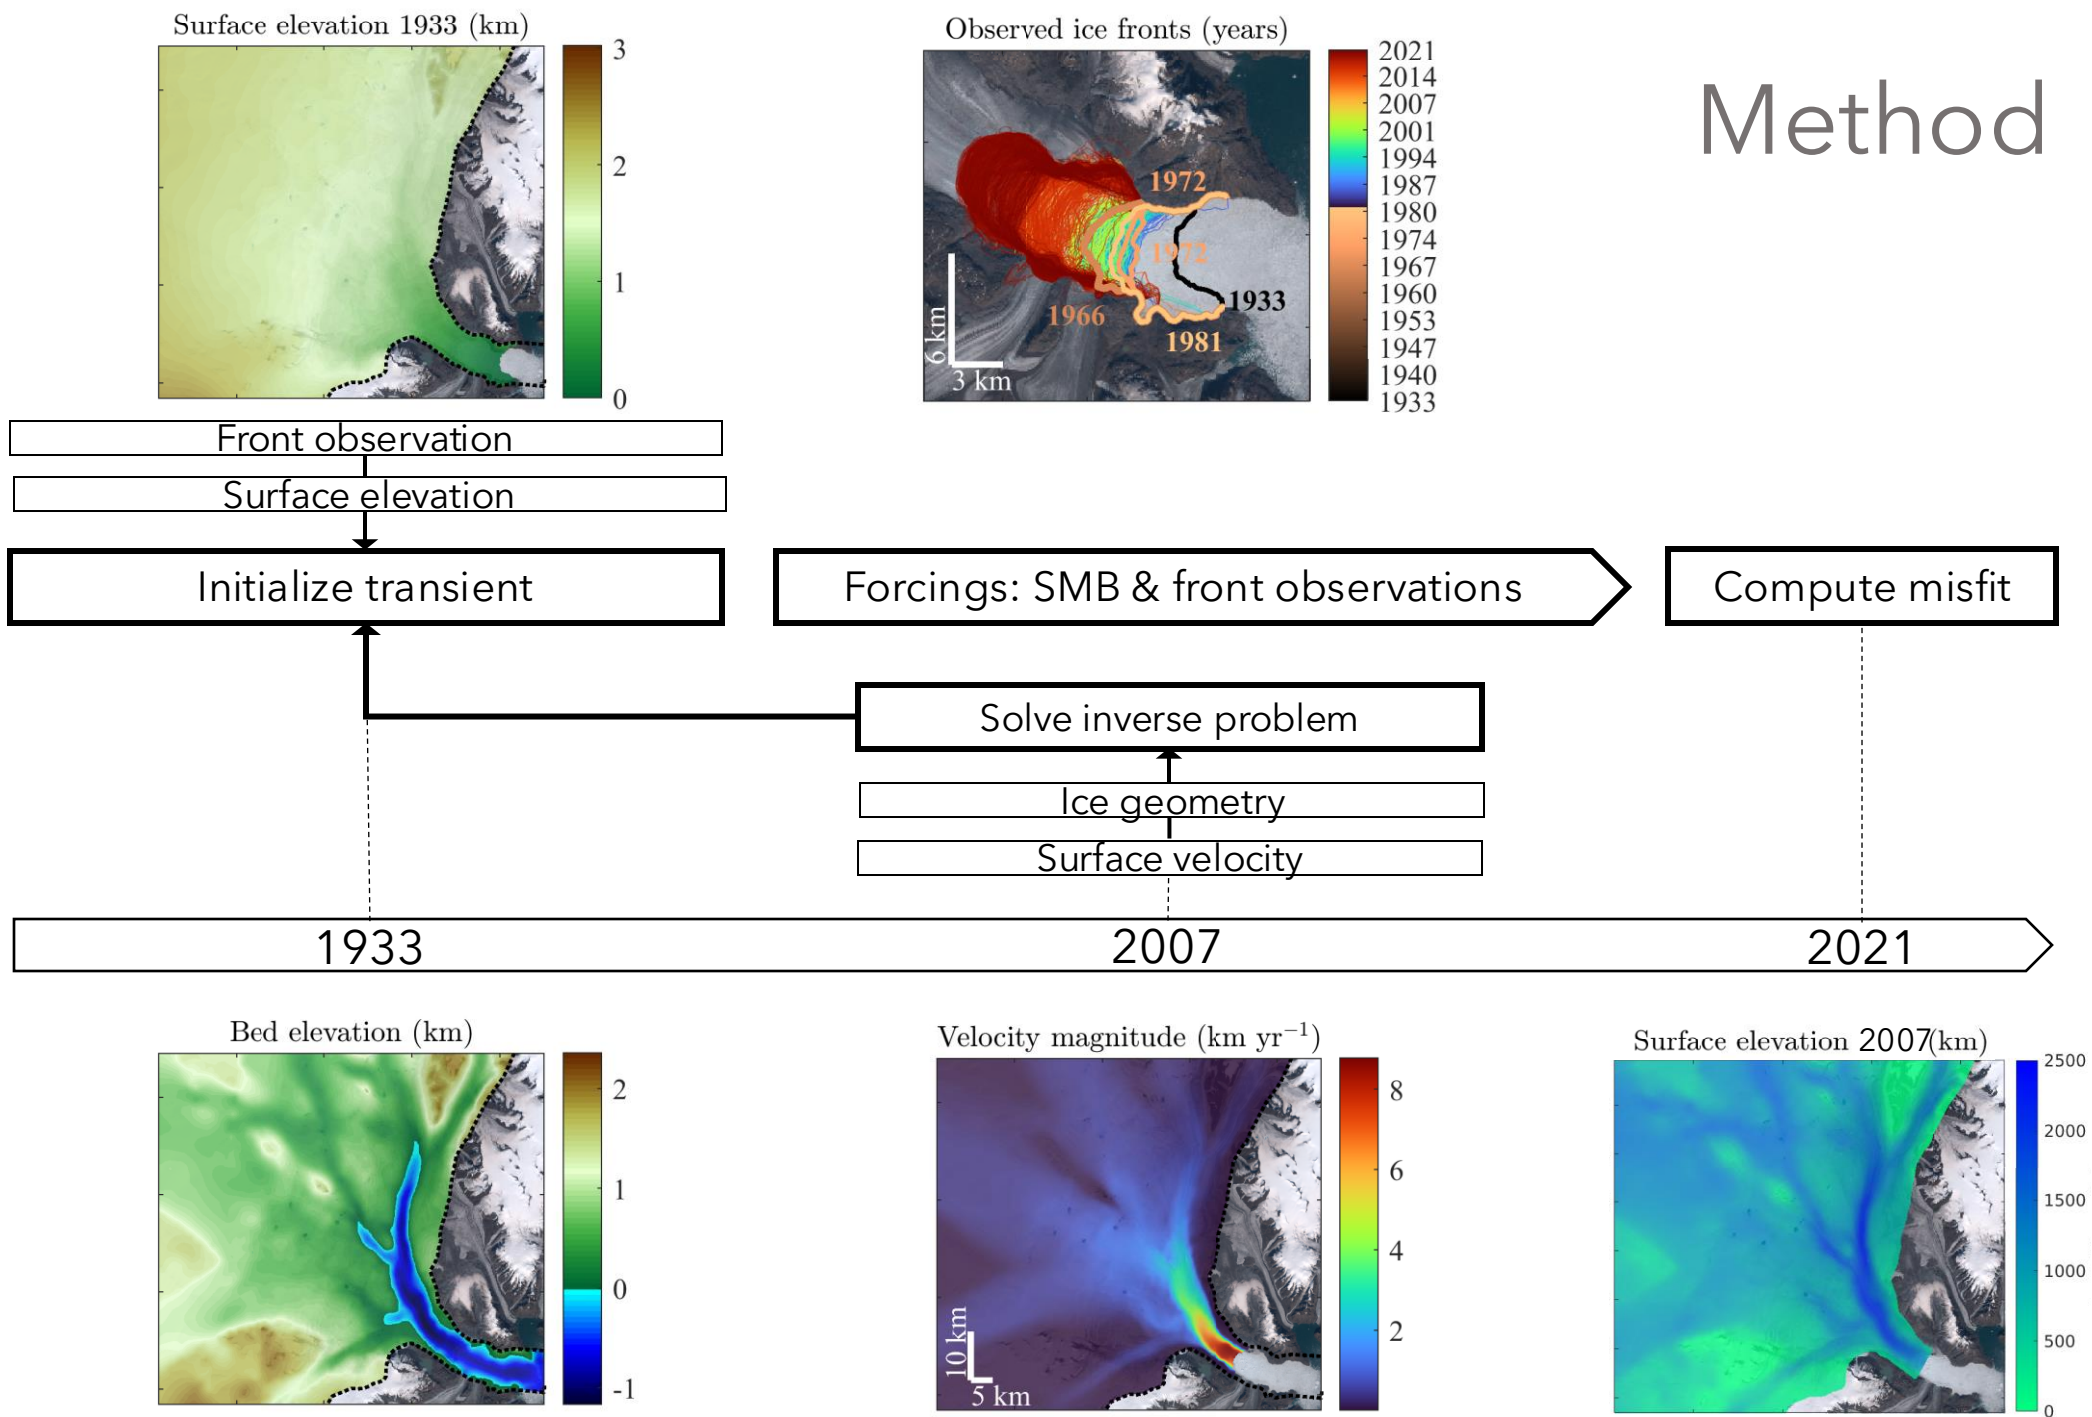 Surface elevation 1933 (km)
3
2
1
0
Observed ice fronts (years)
1972
1972
1966
1933
1981
6 km
3 km
2021
2014
2007
2001
1994
1987
1980
1974
1967
1960
1953
1947
1940
1933
Method
Front observation
Surface elevation
Initialize transient
Forcings: SMB & front observations
Compute misfit
Solve inverse problem
Ice geometry
Surface velocity
1933
2007
2021
Bed elevation (km)
2
1
0
-1
Velocity magnitude (km yr⁻¹)
10 km
5 km
8
6
4
2
Surface elevation 2007(km)
2500
2000
1500
1000
500
0